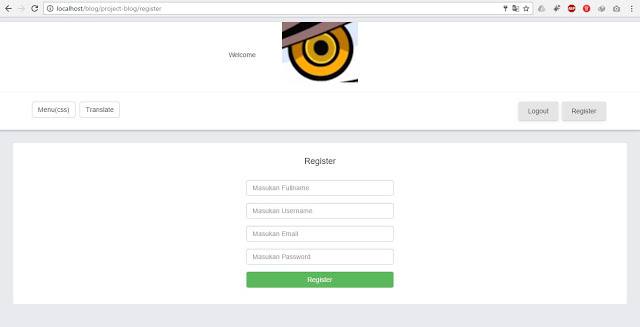 localhost/blog/project-blog/register
Welcome
Menu(css) Translate Logout Register
Register
Masukan Fullname
Masukan Username
Masukan Email
Masukan Password
Register